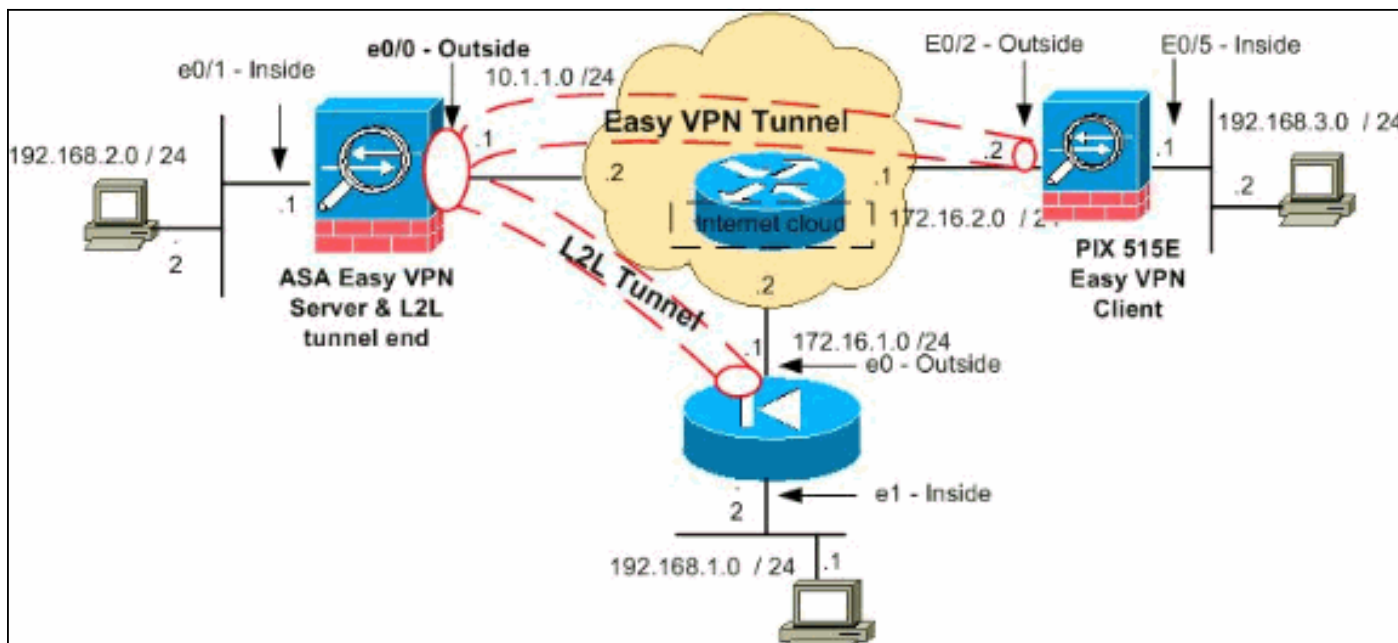 e0/0 - Outside
e0/1 - Inside
10.1.1.0 /24
E0/2 - Outside
E0/5 - Inside
Easy VPN Tunnel
192.168.2.0 / 24
192.168.3.0 / 24
.1
.2
.1
.2
.1
.1
.2
Internet cloud
172.16.2.0 / 24
.2
ASA Easy VPN
Server & L2L
tunnel end
PIX 515E
Easy VPN
Client
L2L Tunnel
.2
.1
172.16.1.0 /24
e0 - Outside
.2
e1 - Inside
192.168.1.0 / 24
.1